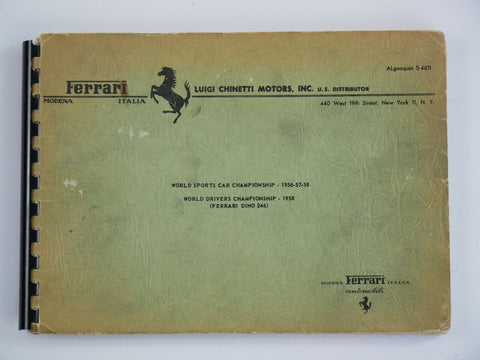 ALgonquin 5-4611
Ferrari
MODENA ITALIA
LUIGI CHINETTI MOTORS, INC. U. S. DISTRIBUTOR
440 West 19th Street, New York 11, N. Y.
WORLD SPORTS CAR CHAMPIONSHIP - 1956-57-58
WORLD DRIVERS CHAMPIONSHIP - 1958
(FERRARI DINO 246)
MODENA Ferrari ITALIA
automobili